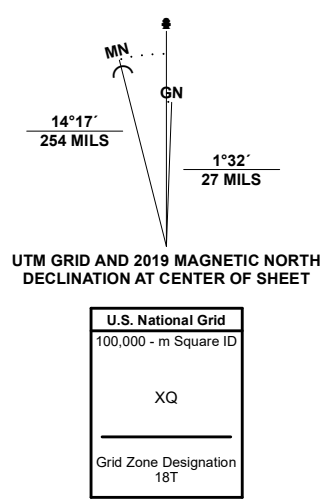 MN
GN
14°17´
254 MILS
1°32´
27 MILS
UTM GRID AND 2019 MAGNETIC NORTH
DECLINATION AT CENTER OF SHEET
U.S. National Grid
100,000 - m Square ID
XQ
Grid Zone Designation
18T